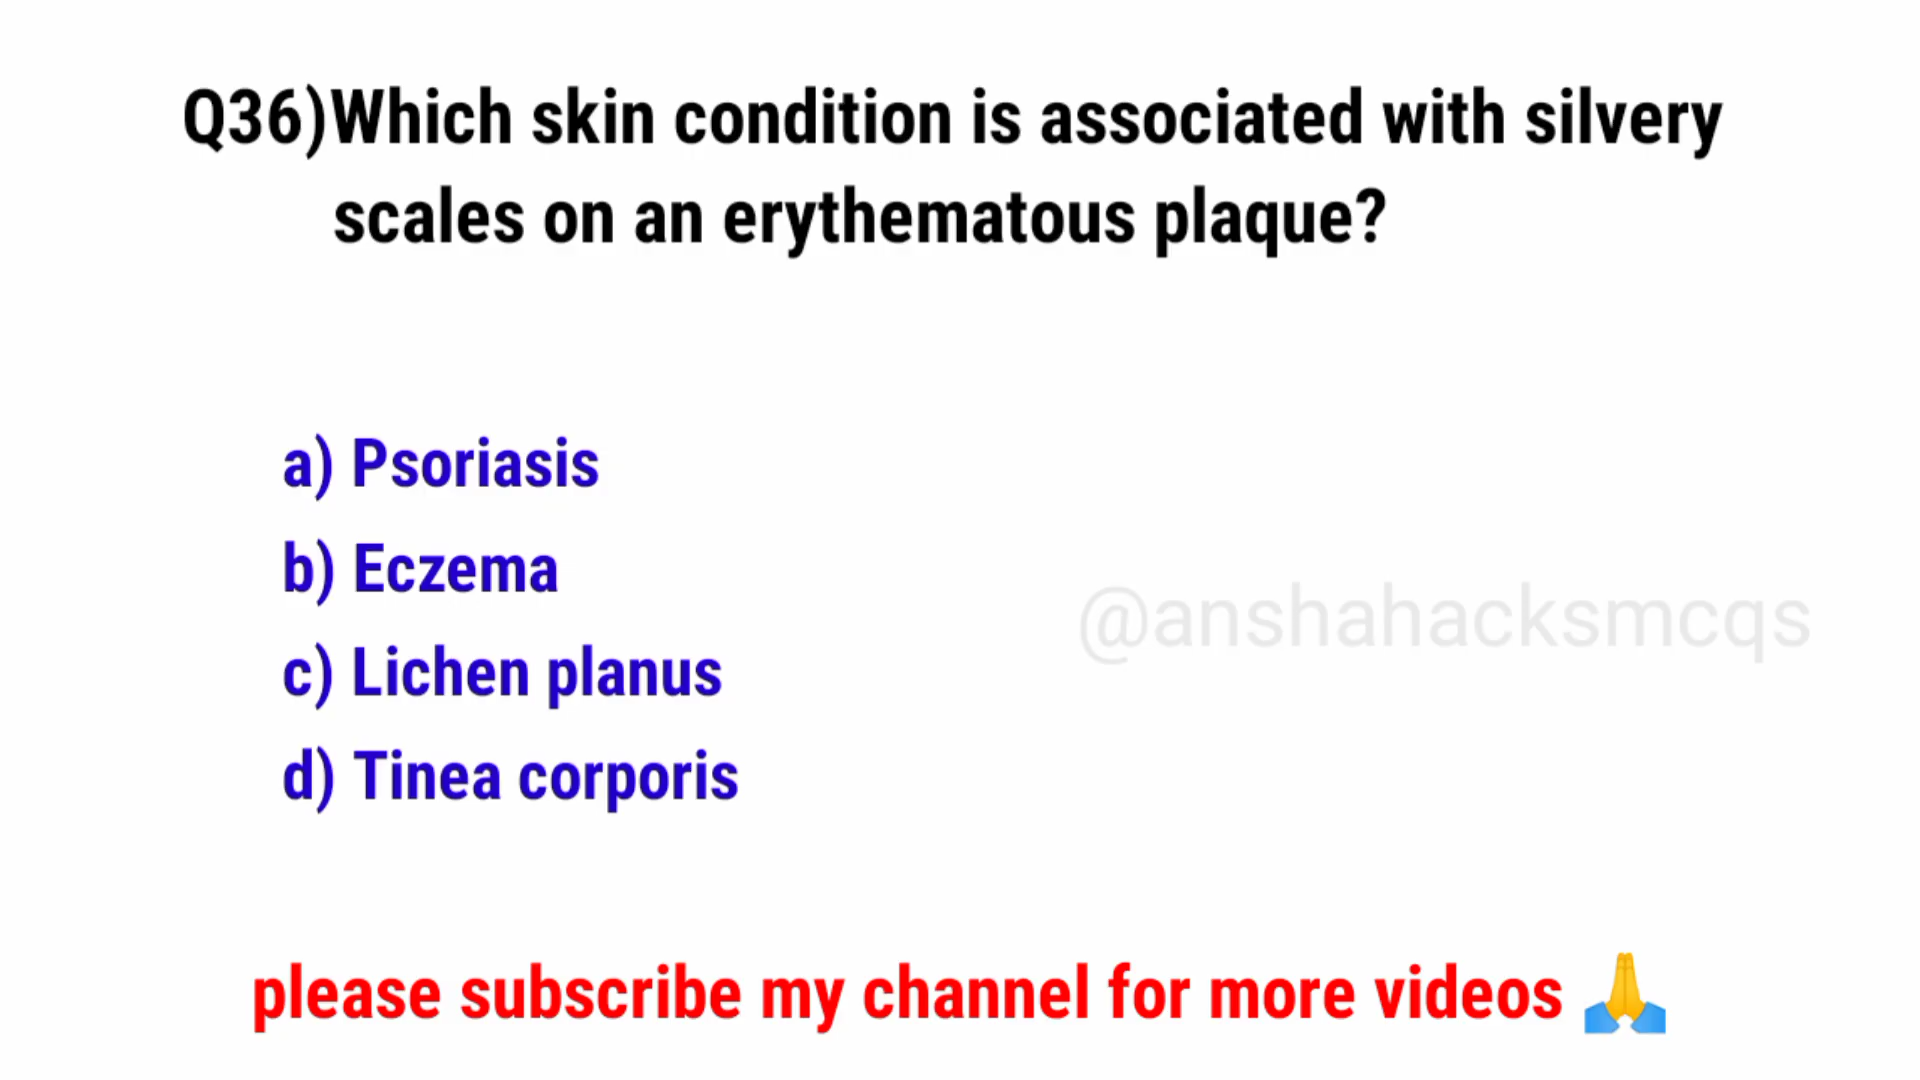 Q36)Which skin condition is associated with silvery
scales on an erythematous plaque?
a) Psoriasis
b) Eczema
@anshahacksmcqs
c) Lichen planus
d) Tinea corporis
please subscribe my channel for more videos 🙏